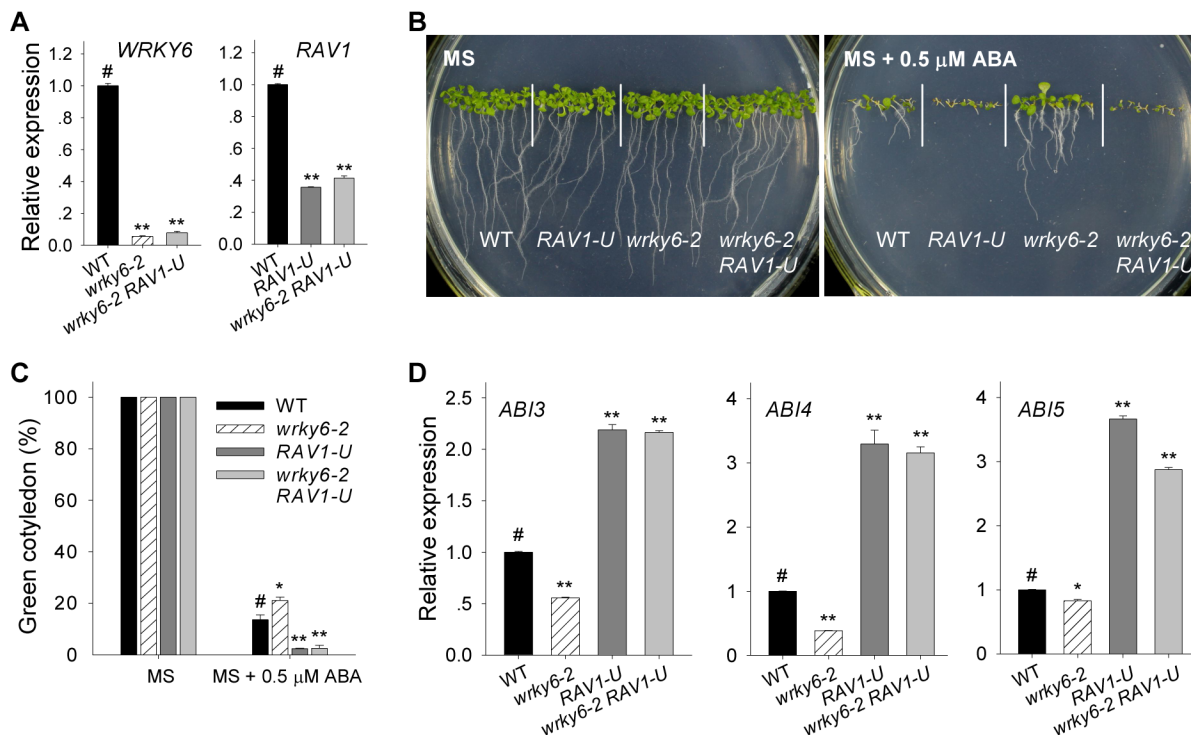 A
WRKY6
Relative expression
1.2
1.0
.8
.6
.4
.2
0.0
#
**
**
WT
wrky6-2
wrky6-2 RAV1-U
RAV1
1.2
1.0
.8
.6
.4
.2
0.0
#
**
**
WT
RAV1-U
wrky6-2 RAV1-U
B
MS
WT RAV1-U wrky6-2 wrky6-2
RAV1-U
MS + 0.5 μM ABA
WT RAV1-U wrky6-2 wrky6-2
RAV1-U
C
Green cotyledon (%)
100
80
60
40
20
0
WT
wrky6-2
RAV1-U
wrky6-2
RAV1-U
#
*
**
**
MS
MS + 0.5 μM ABA
D
ABI3
Relative expression
2.5
2.0
1.5
1.0
.5
0.0
#
**
**
**
WT
wrky6-2
RAV1-U
wrky6-2 RAV1-U
ABI4
4
3
2
1
0
#
**
**
**
WT
wrky6-2
RAV1-U
wrky6-2 RAV1-U
ABI5
4
3
2
1
0
#
*
**
**
WT
wrky6-2
RAV1-U
wrky6-2 RAV1-U